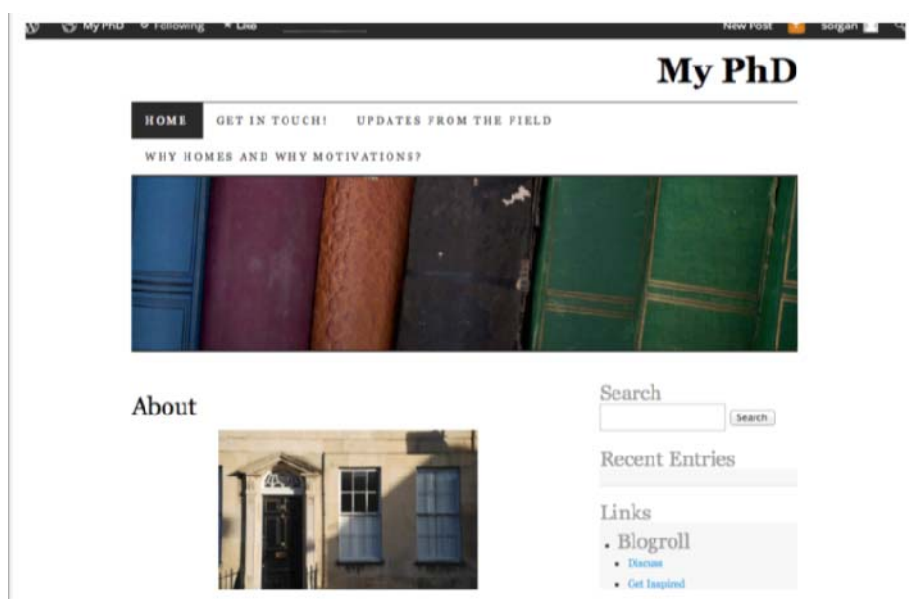 My PhD Following Like New Post sorgan
My PhD
HOME GET IN TOUCH! UPDATES FROM THE FIELD
WHY HOMES AND WHY MOTIVATIONS?
About
Search
Search
Recent Entries
Links
Blogroll
Discuss
Get Inspired